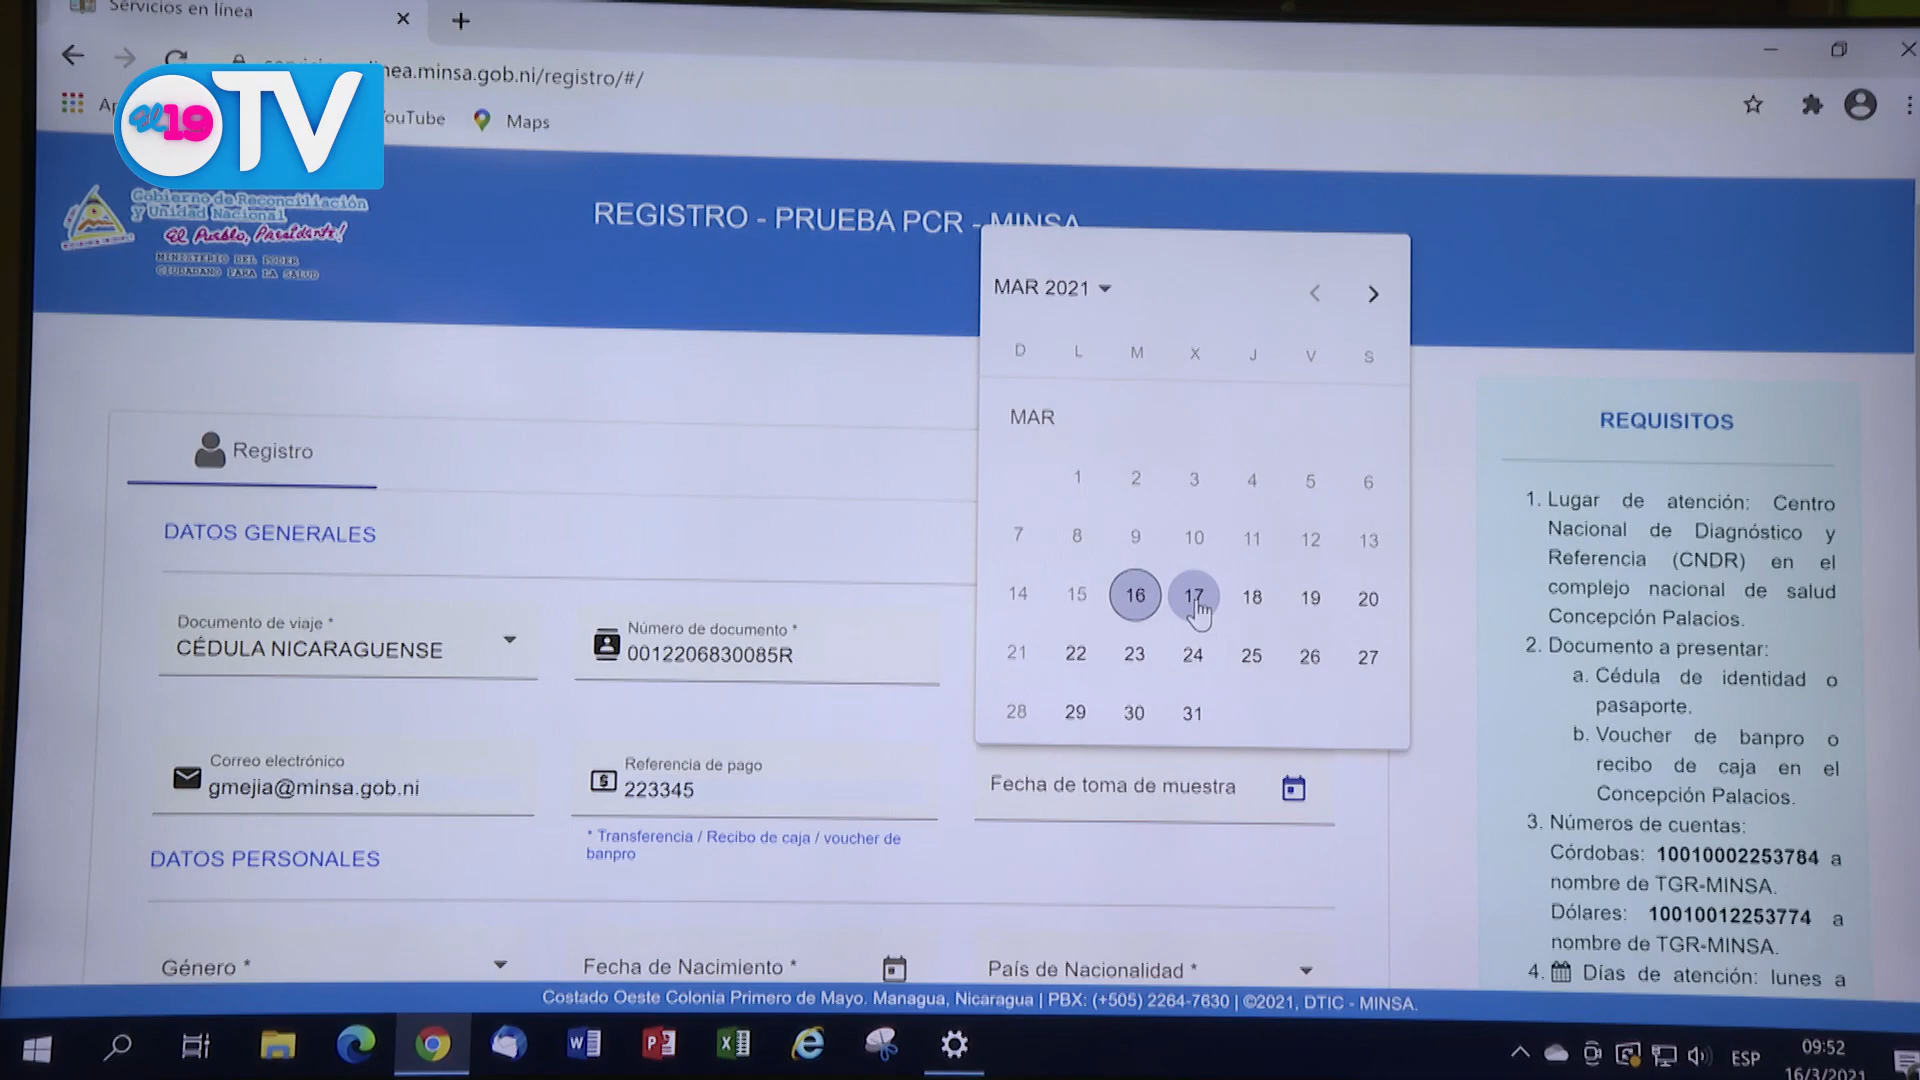 Servicios en línea
nea.minsa.gob.ni/registro/#/
YouTube
Maps
El 19 TV
Gobierno de Reconciliación
y Unidad Nacional
El Pueblo, Presidente!
MINISTERIO DEL PODER
CIUDADANO PARA LA SALUD
REGISTRO - PRUEBA PCR - MINSA
MAR 2021
D L M X J V S
MAR
1 2 3 4 5 6
7 8 9 10 11 12 13
14 15 16 17 18 19 20
21 22 23 24 25 26 27
28 29 30 31
Registro
DATOS GENERALES
Documento de viaje *
CÉDULA NICARAGUENSE
Número de documento *
0012206830085R
Correo electrónico
gmejia@minsa.gob.ni
Referencia de pago
223345
* Transferencia / Recibo de caja / voucher de
banpro
Fecha de toma de muestra
DATOS PERSONALES
Género *
Fecha de Nacimiento *
País de Nacionalidad *
REQUISITOS
1. Lugar de atención: Centro
Nacional de Diagnóstico y
Referencia (CNDR) en el
complejo nacional de salud
Concepción Palacios.
2. Documento a presentar:
a. Cédula de identidad o
pasaporte.
b. Voucher de banpro o
recibo de caja en el
Concepción Palacios.
3. Números de cuentas:
Córdobas: 10010002253784 a
nombre de TGR-MINSA.
Dólares: 10010012253774 a
nombre de TGR-MINSA.
4. Días de atención: lunes a
Costado Oeste Colonia Primero de Mayo. Managua, Nicaragua | PBX: (+505) 2264-7630 | ©2021, DTIC - MINSA.
ESP
09:52
16/3/2021